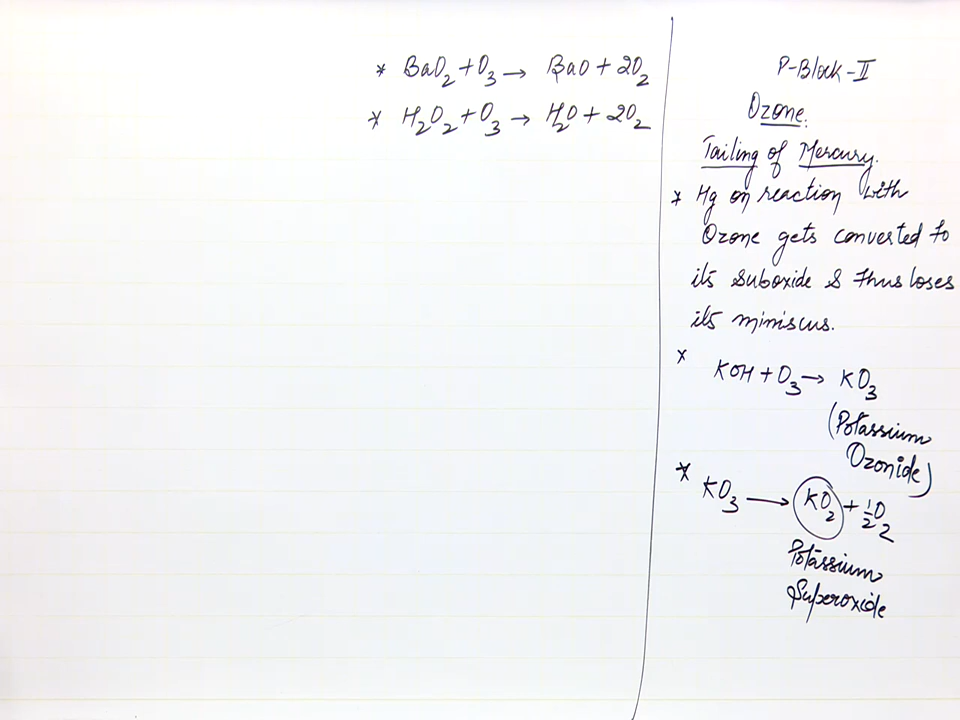 * BaO2 + O3 → BaO + 2O2
* H2O2 + O3 → H2O + 2O2
P-Block-II
Ozone.
Tailing of Mercury.
* Hg on reaction with
Ozone gets converted to
its suboxide & thus loses
its miniscus.
* KOH + O3 → KO3
(Potassium
Ozonide)
* KO3 → KO2 + 1/2 O2
Potassium
Superoxide